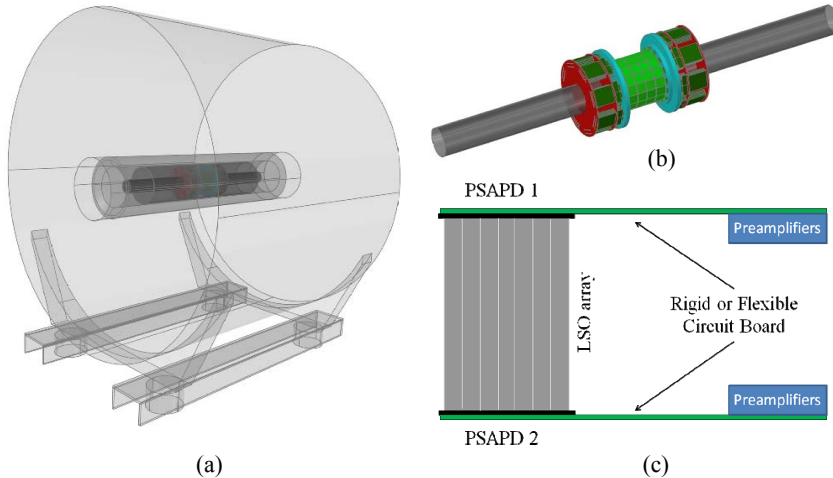 (a)
(b)
PSAPD 1
Preamplifiers
LSO array
Rigid or Flexible
Circuit Board
Preamplifiers
PSAPD 2
(c)